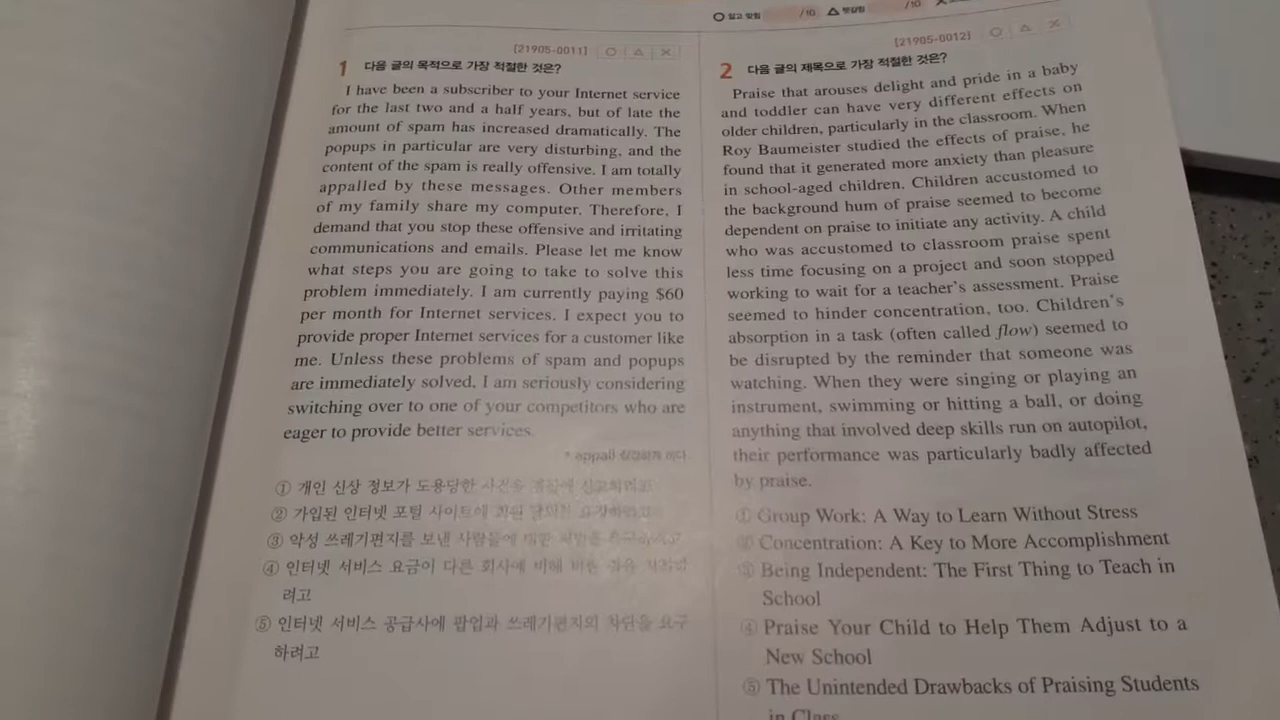 ○ 알고 맞힘 /10 △ 헷갈림 /10 ×
[21905-0011] ○ △ ×
1 다음 글의 목적으로 가장 적절한 것은?
I have been a subscriber to your Internet service
for the last two and a half years, but of late the
amount of spam has increased dramatically. The
popups in particular are very disturbing, and the
content of the spam is really offensive. I am totally
appalled by these messages. Other members
of my family share my computer. Therefore, I
demand that you stop these offensive and irritating
communications and emails. Please let me know
what steps you are going to take to solve this
problem immediately. I am currently paying $60
per month for Internet services. I expect you to
provide proper Internet services for a customer like
me. Unless these problems of spam and popups
are immediately solved, I am seriously considering
switching over to one of your competitors who are
eager to provide better services.
* appall
① 개인 신상 정보가 도용당한
② 가입된 인터넷 포털 사이트에 회원
③ 악성 쓰레기편지를 보낸 사람들에
④ 인터넷 서비스 요금이 다른 회사에 비해
려고
⑤ 인터넷 서비스 공급사에 팝업과 쓰레기편지의 차단을 요구
하려고
[21905-0012] ○ △ ×
2 다음 글의 제목으로 가장 적절한 것은?
Praise that arouses delight and pride in a baby
and toddler can have very different effects on
older children, particularly in the classroom. When
Roy Baumeister studied the effects of praise, he
found that it generated more anxiety than pleasure
in school-aged children. Children accustomed to
the background hum of praise seemed to become
dependent on praise to initiate any activity. A child
who was accustomed to classroom praise spent
less time focusing on a project and soon stopped
working to wait for a teacher's assessment. Praise
seemed to hinder concentration, too. Children's
absorption in a task (often called flow) seemed to
be disrupted by the reminder that someone was
watching. When they were singing or playing an
instrument, swimming or hitting a ball, or doing
anything that involved deep skills run on autopilot,
their performance was particularly badly affected
by praise.
① Group Work: A Way to Learn Without Stress
② Concentration: A Key to More Accomplishment
③ Being Independent: The First Thing to Teach in
School
④ Praise Your Child to Help Them Adjust to a
New School
⑤ The Unintended Drawbacks of Praising Students
in Class